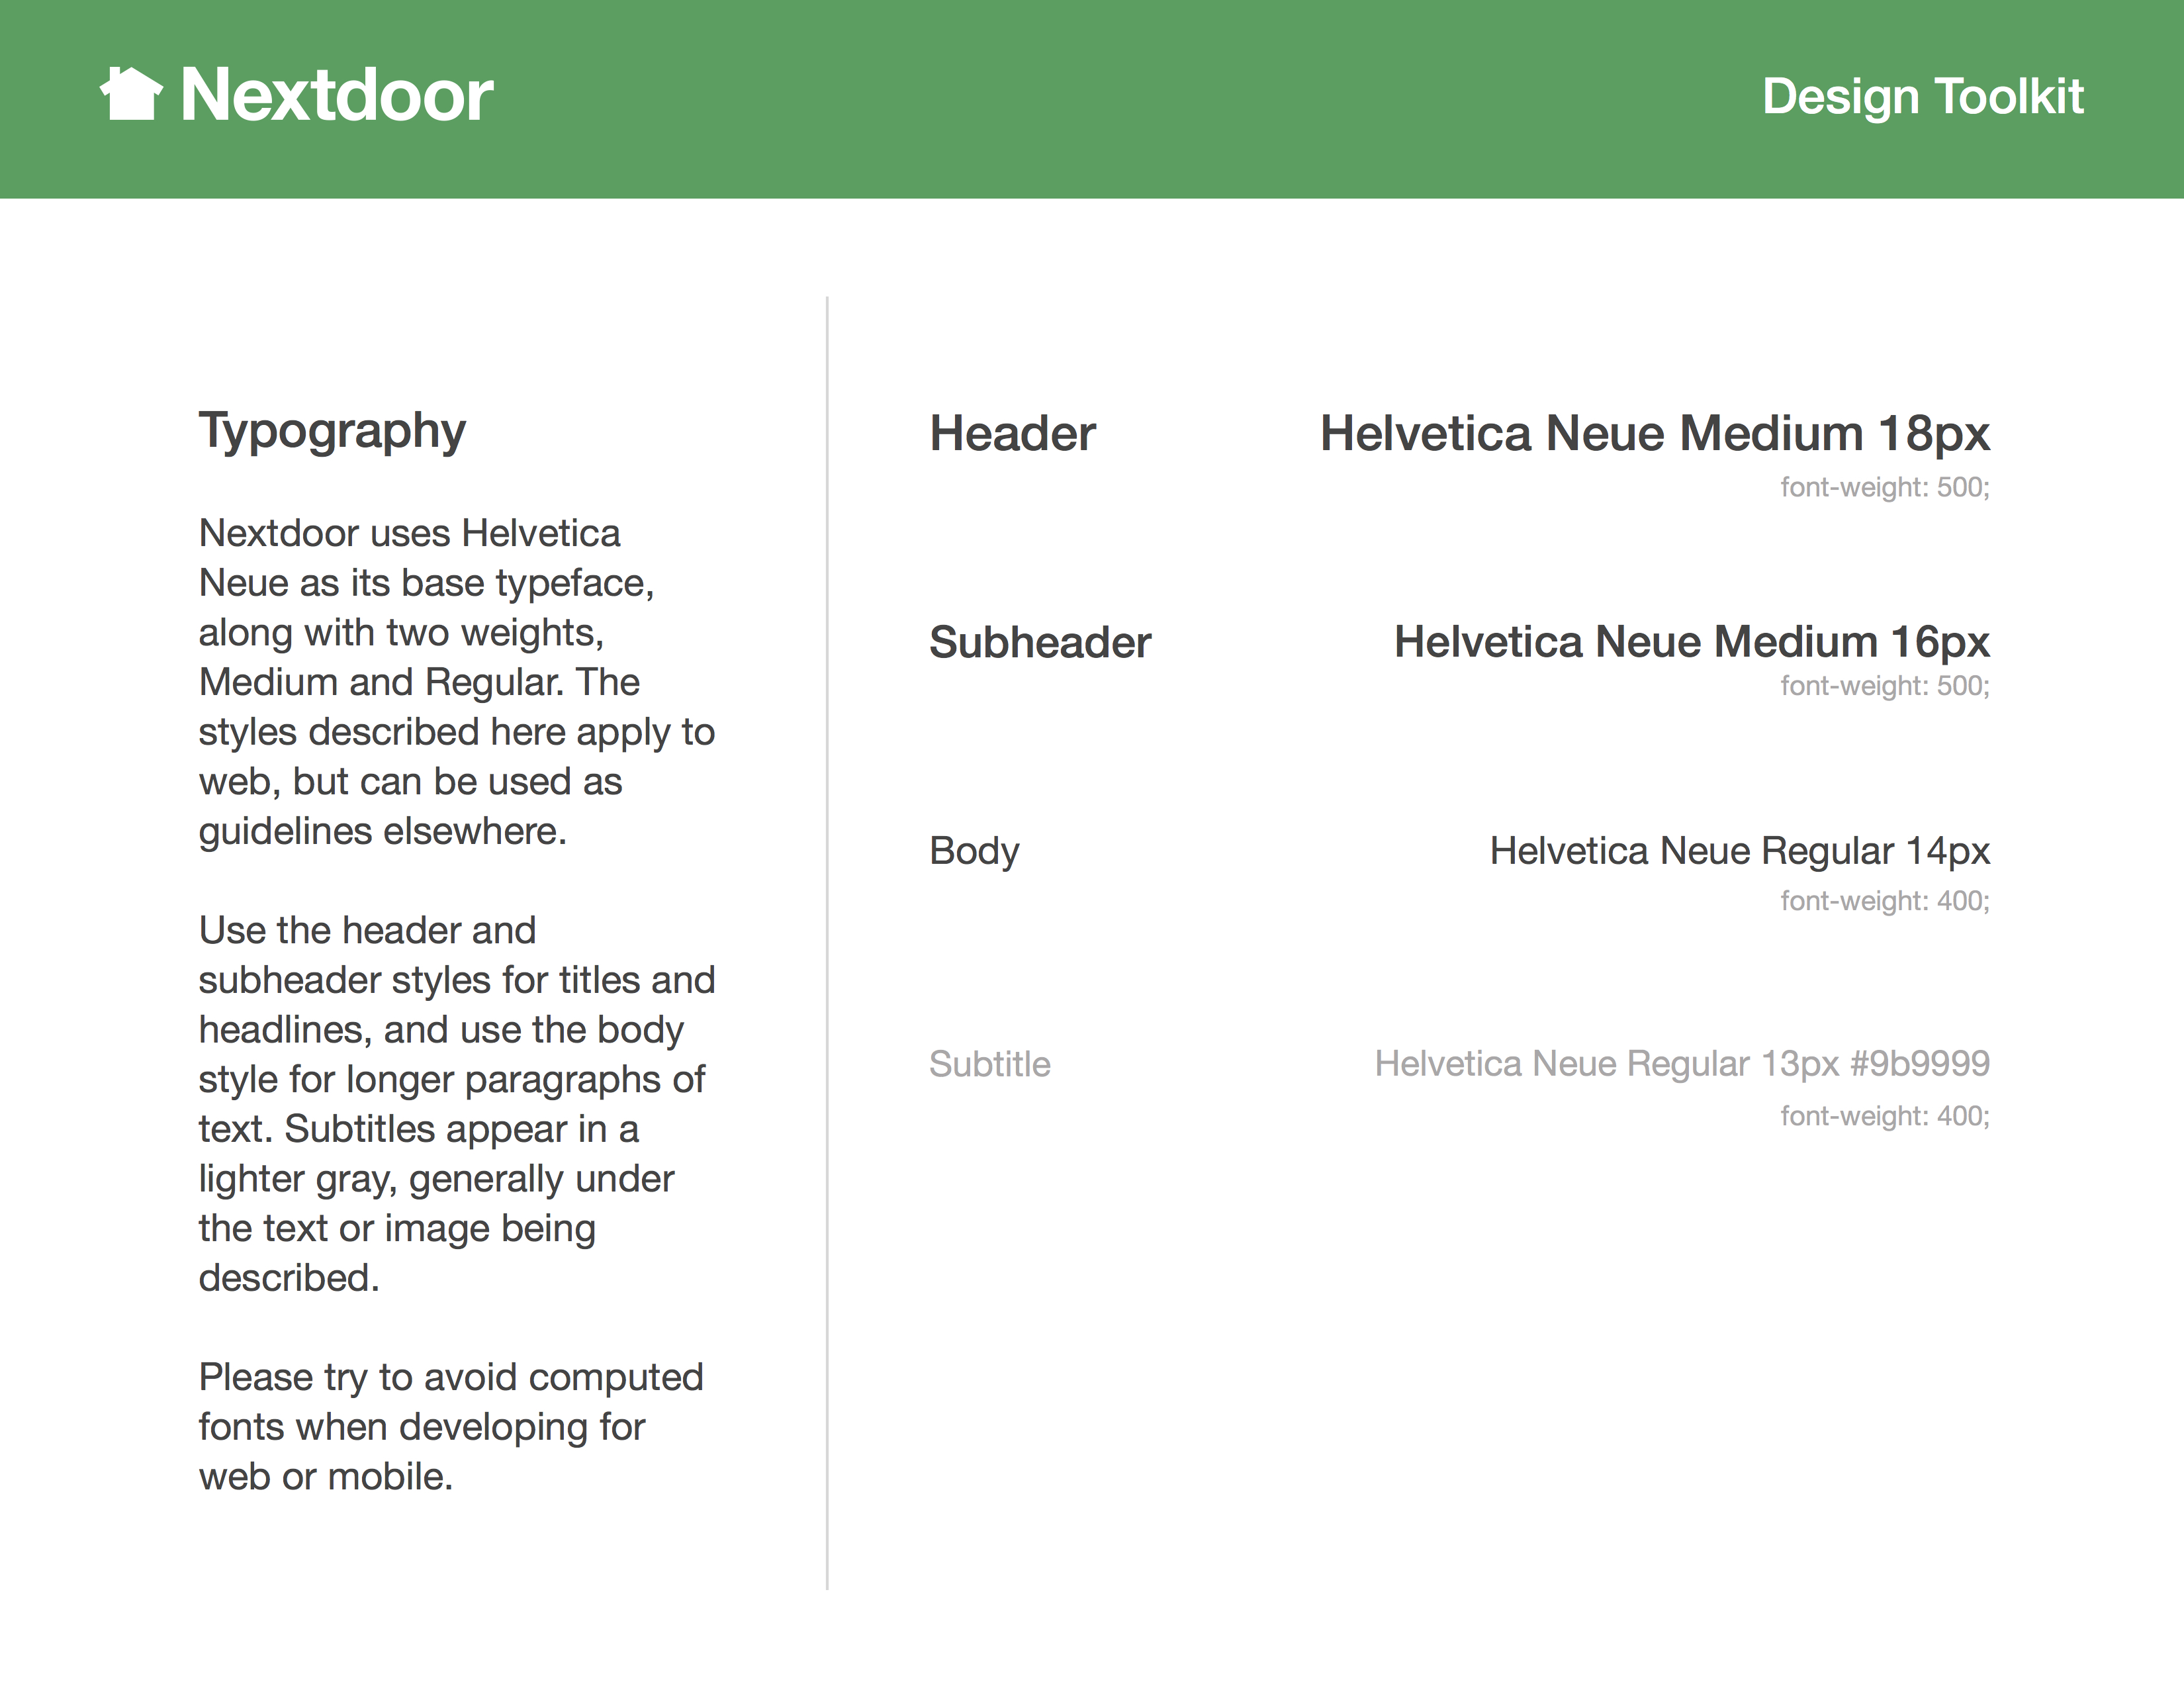 Nextdoor
Design Toolkit
Typography
Nextdoor uses Helvetica
Neue as its base typeface,
along with two weights,
Medium and Regular. The
styles described here apply to
web, but can be used as
guidelines elsewhere.
Use the header and
subheader styles for titles and
headlines, and use the body
style for longer paragraphs of
text. Subtitles appear in a
lighter gray, generally under
the text or image being
described.
Please try to avoid computed
fonts when developing for
web or mobile.
Header
Helvetica Neue Medium 18px
font-weight: 500;
Subheader
Helvetica Neue Medium 16px
font-weight: 500;
Body
Helvetica Neue Regular 14px
font-weight: 400;
Subtitle
Helvetica Neue Regular 13px #9b9999
font-weight: 400;